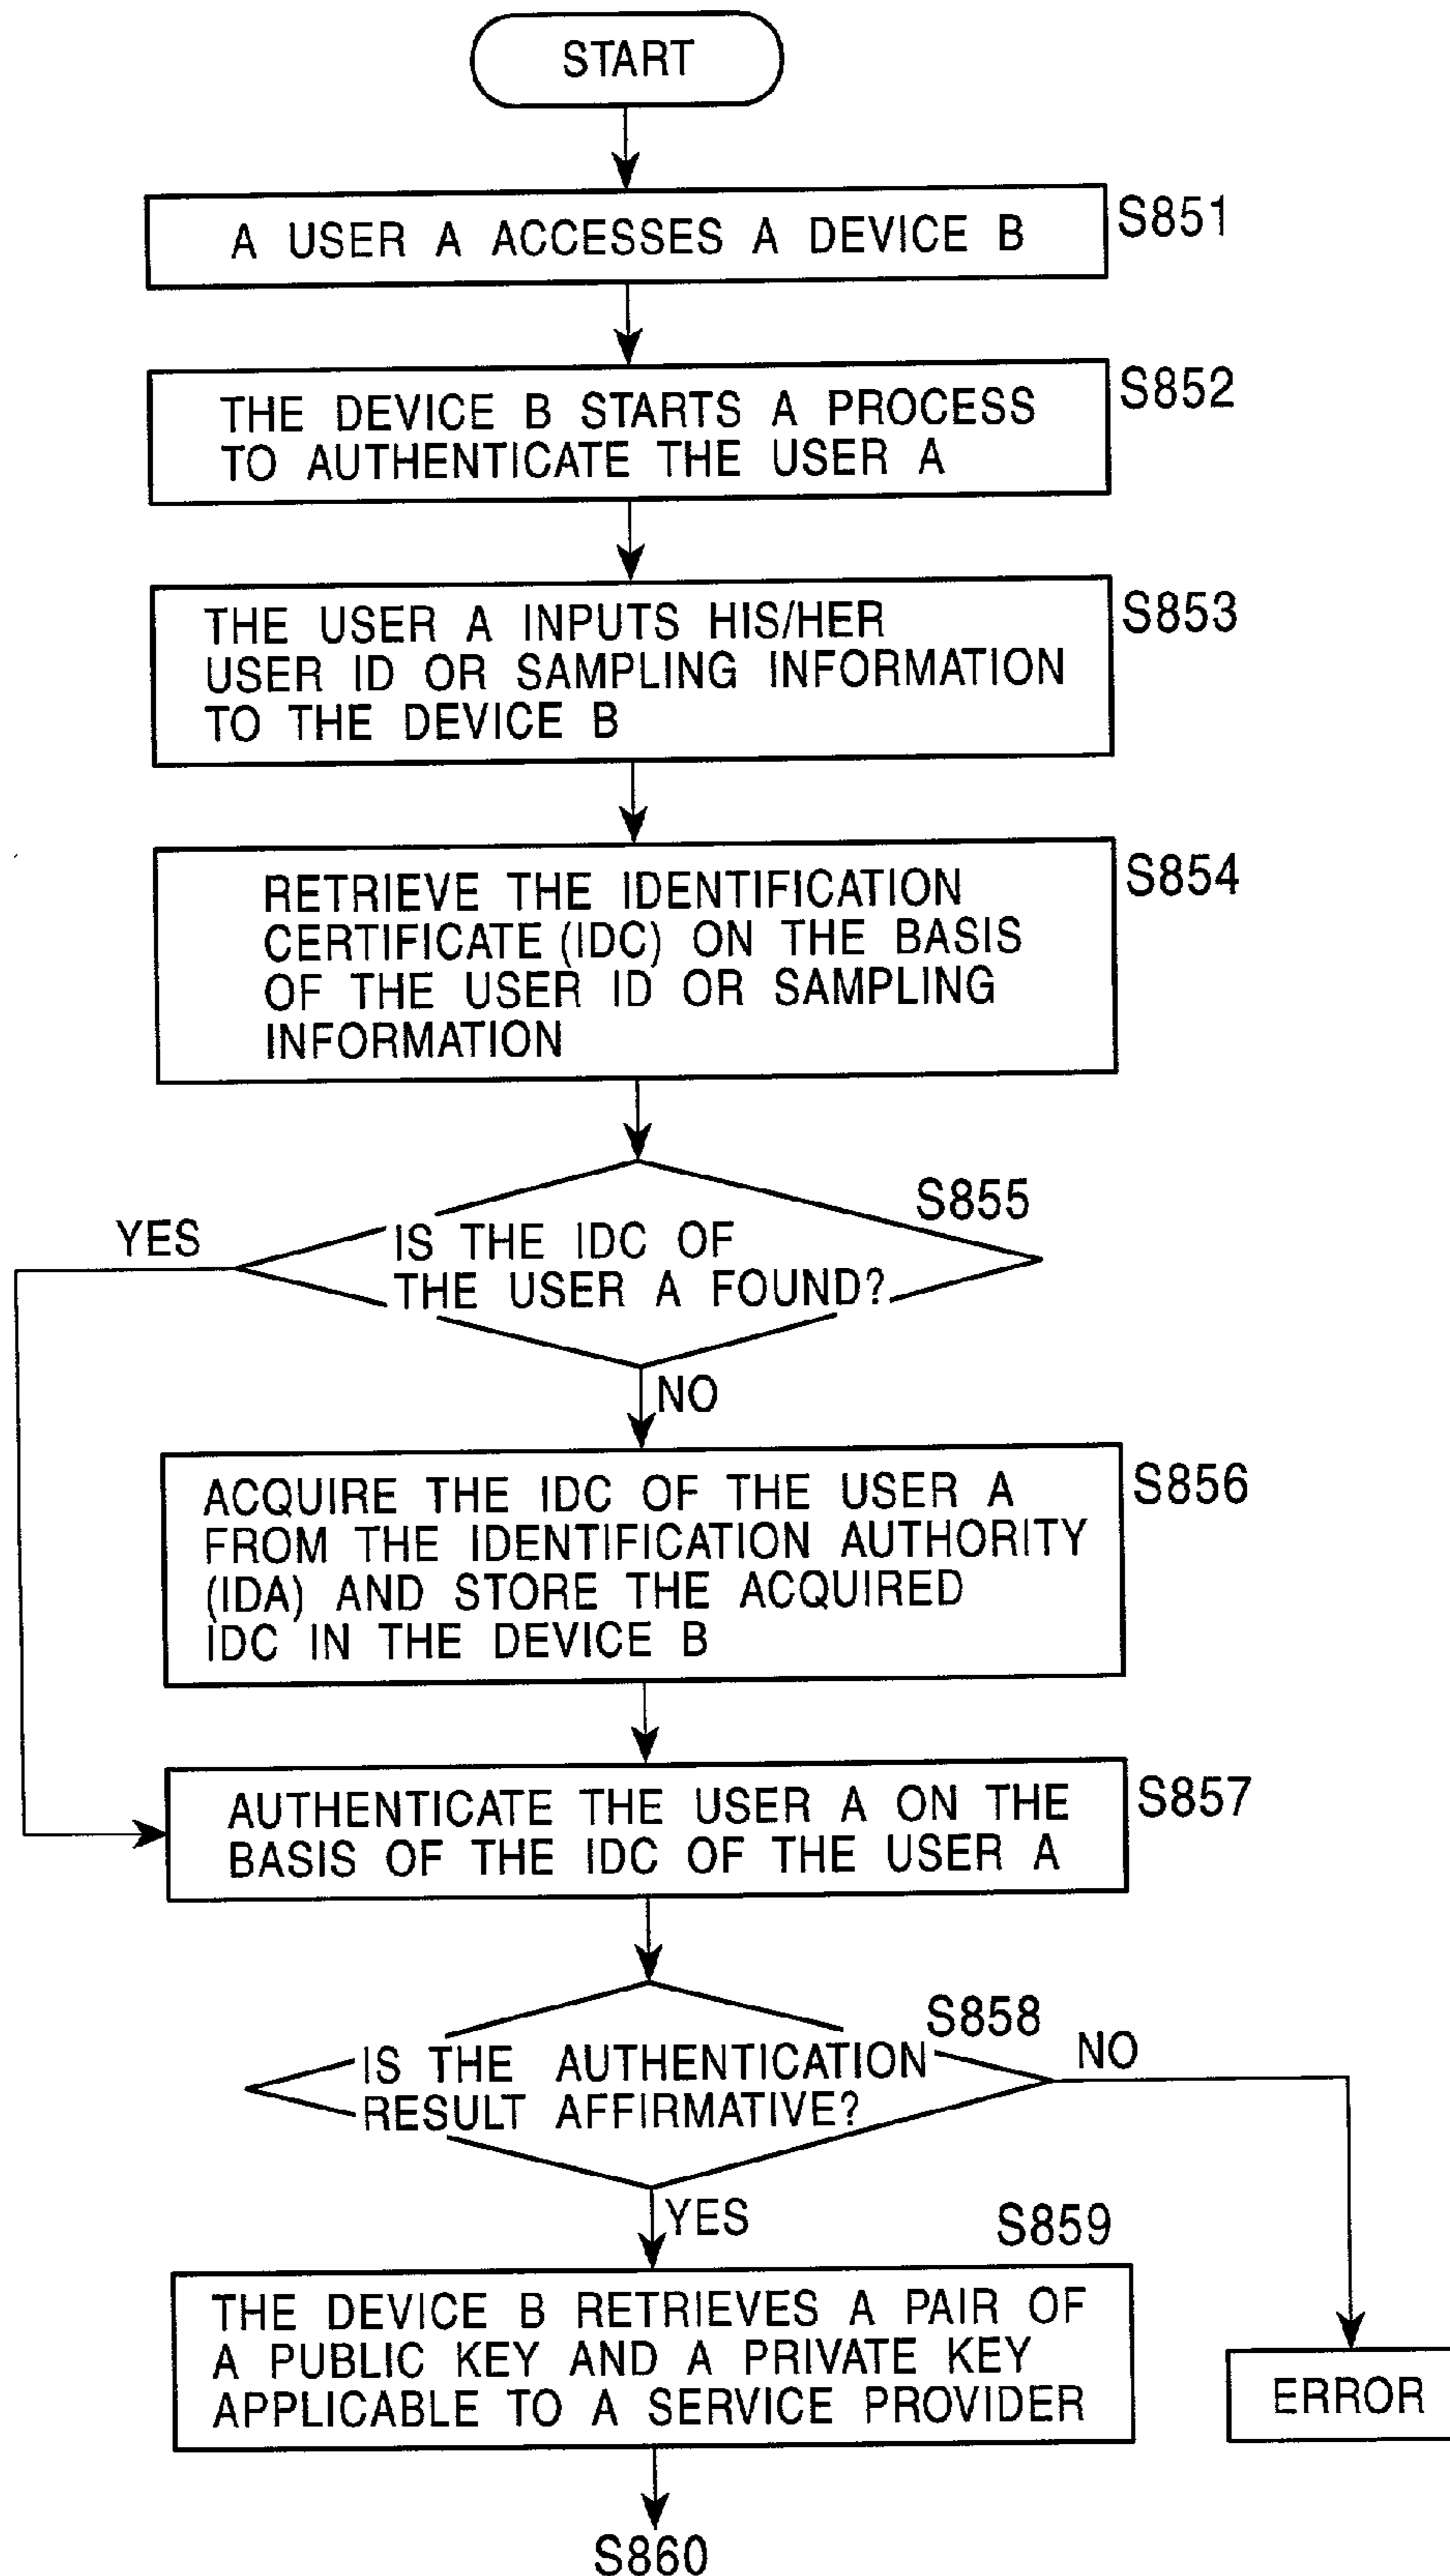 START
A USER A ACCESSES A DEVICE B
S851
THE DEVICE B STARTS A PROCESS
TO AUTHENTICATE THE USER A
S852
THE USER A INPUTS HIS/HER
USER ID OR SAMPLING INFORMATION
TO THE DEVICE B
S853
RETRIEVE THE IDENTIFICATION
CERTIFICATE (IDC) ON THE BASIS
OF THE USER ID OR SAMPLING
INFORMATION
S854
S855
YES
IS THE IDC OF
THE USER A FOUND?
NO
ACQUIRE THE IDC OF THE USER A
FROM THE IDENTIFICATION AUTHORITY
(IDA) AND STORE THE ACQUIRED
IDC IN THE DEVICE B
S856
AUTHENTICATE THE USER A ON THE
BASIS OF THE IDC OF THE USER A
S857
S858
IS THE AUTHENTICATION
RESULT AFFIRMATIVE?
NO
YES
S859
THE DEVICE B RETRIEVES A PAIR OF
A PUBLIC KEY AND A PRIVATE KEY
APPLICABLE TO A SERVICE PROVIDER
ERROR
S860